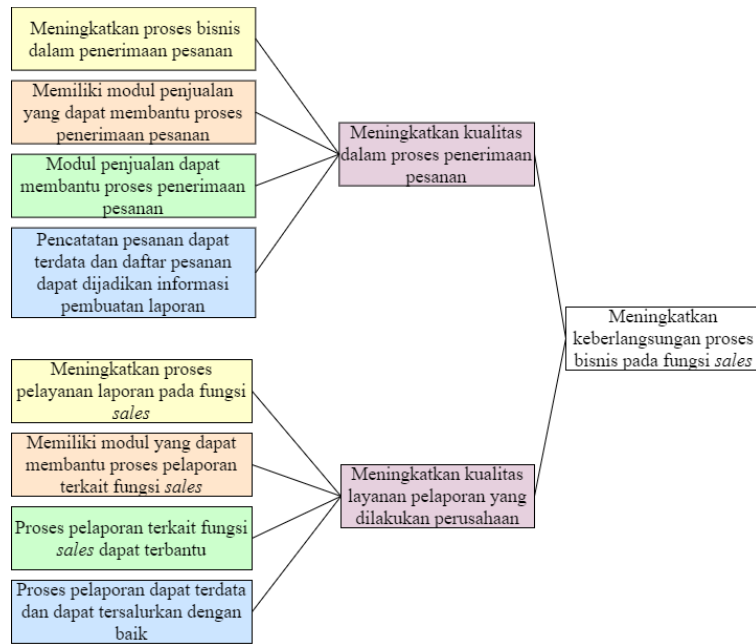 Meningkatkan proses bisnis
dalam penerimaan pesanan
Memiliki modul penjualan
yang dapat membantu proses
penerimaan pesanan
Modul penjualan dapat
membantu proses penerimaan
pesanan
Pencatatan pesanan dapat
terdata dan daftar pesanan
dapat dijadikan informasi
pembuatan laporan
Meningkatkan kualitas
dalam proses penerimaan
pesanan
Meningkatkan proses
pelayanan laporan pada fungsi
sales
Memiliki modul yang dapat
membantu proses pelaporan
terkait fungsi sales
Proses pelaporan terkait fungsi
sales dapat terbantu
Proses pelaporan dapat terdata
dan dapat tersalurkan dengan
baik
Meningkatkan kualitas
layanan pelaporan yang
dilakukan perusahaan
Meningkatkan
keberlangsungan proses
bisnis pada fungsi sales